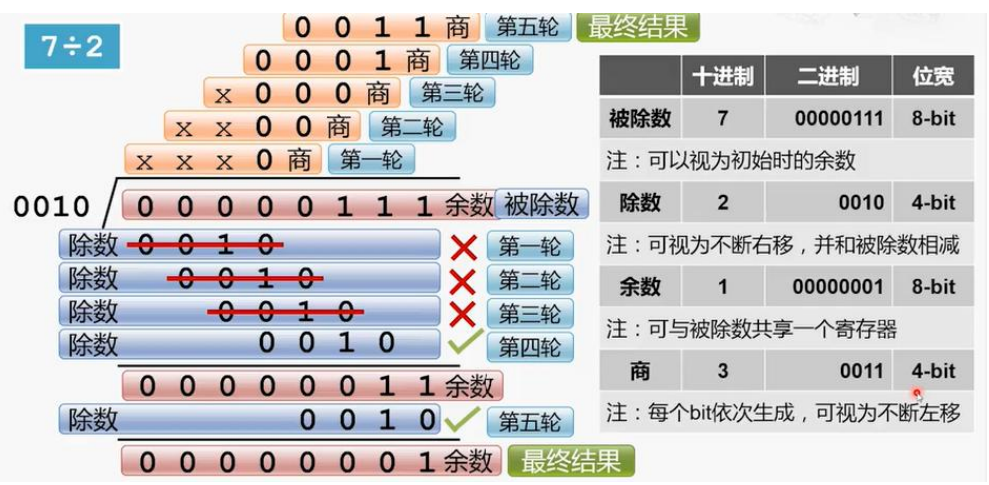 7÷2
0 0 1 1 商 第五轮 最终结果
0 0 0 1 商 第四轮
x 0 0 0 商 第三轮
x x 0 0 商 第二轮
x x x 0 商 第一轮
0010 0 0 0 0 0 1 1 1 余数 被除数
除数 0 0 1 0 ✗ 第一轮
除数 0 0 1 0 ✗ 第二轮
除数 0 0 1 0 ✗ 第三轮
除数 0 0 1 0 ✓ 第四轮
0 0 0 0 0 0 1 1 余数
除数 0 0 1 0 ✓ 第五轮
0 0 0 0 0 0 0 1 余数 最终结果
十进制 二进制 位宽
被除数 7 00000111 8-bit
注：可以视为初始时的余数
除数 2 0010 4-bit
注：可视为不断右移，并和被除数相减
余数 1 00000001 8-bit
注：可与被除数共享一个寄存器
商 3 0011 4-bit
注：每个bit依次生成，可视为不断左移